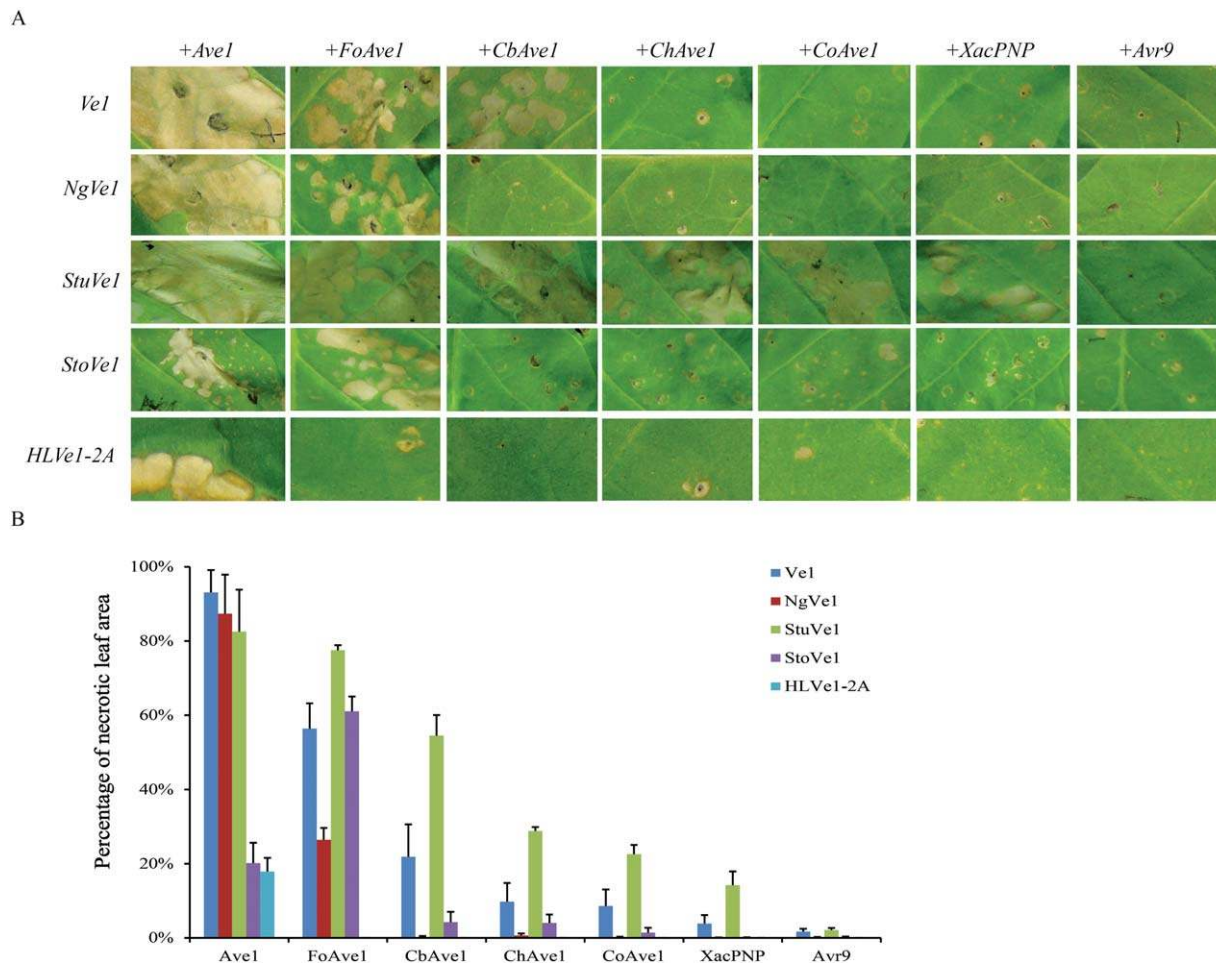 A
+Ave1 +FoAve1 +CbAve1 +ChAve1 +CoAve1 +XacPNP +Avr9
Ve1
NgVe1
StuVe1
StoVe1
HLVe1-2A
B
Percentage of necrotic leaf area
100%
80%
60%
40%
20%
0%
Ve1
NgVe1
StuVe1
StoVe1
HLVe1-2A
Ave1 FoAve1 CbAve1 ChAve1 CoAve1 XacPNP Avr9